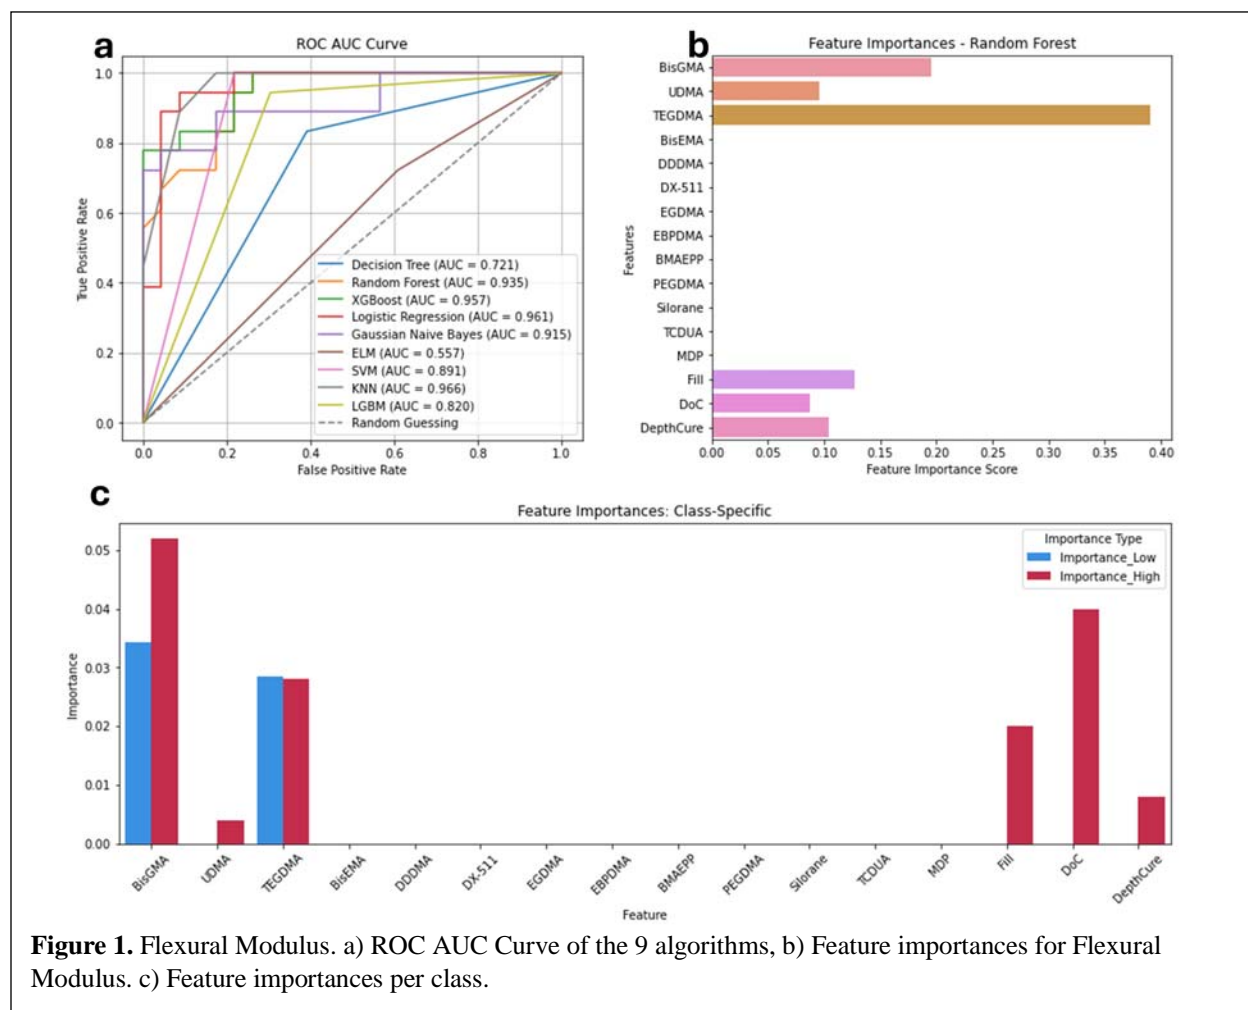 a
ROC AUC Curve
True Positive Rate
1.0
0.8
0.6
0.4
0.2
0.0
Decision Tree (AUC = 0.721)
Random Forest (AUC = 0.935)
XGBoost (AUC = 0.957)
Logistic Regression (AUC = 0.961)
Gaussian Naive Bayes (AUC = 0.915)
ELM (AUC = 0.557)
SVM (AUC = 0.891)
KNN (AUC = 0.966)
LGBM (AUC = 0.820)
Random Guessing
0.0 0.2 0.4 0.6 0.8 1.0
False Positive Rate
b
Feature Importances - Random Forest
Features
BisGMA
UDMA
TEGDMA
BisEMA
DDDMA
DX-511
EGDMA
EBPDMA
BMAEPP
PEGDMA
Silorane
TCDUA
MDP
Fill
DoC
DepthCure
0.00 0.05 0.10 0.15 0.20 0.25 0.30 0.35 0.40
Feature Importance Score
c
Feature Importances: Class-Specific
Importance Type
Importance_Low
Importance_High
Importance
0.05
0.04
0.03
0.02
0.01
0.00
BisGMA UDMA TEGDMA BisEMA DDDMA DX-511 EGDMA EBPDMA BMAEPP PEGDMA Silorane TCDUA MDP Fill DoC DepthCure
Feature
Figure 1. Flexural Modulus. a) ROC AUC Curve of the 9 algorithms, b) Feature importances for Flexural
Modulus. c) Feature importances per class.